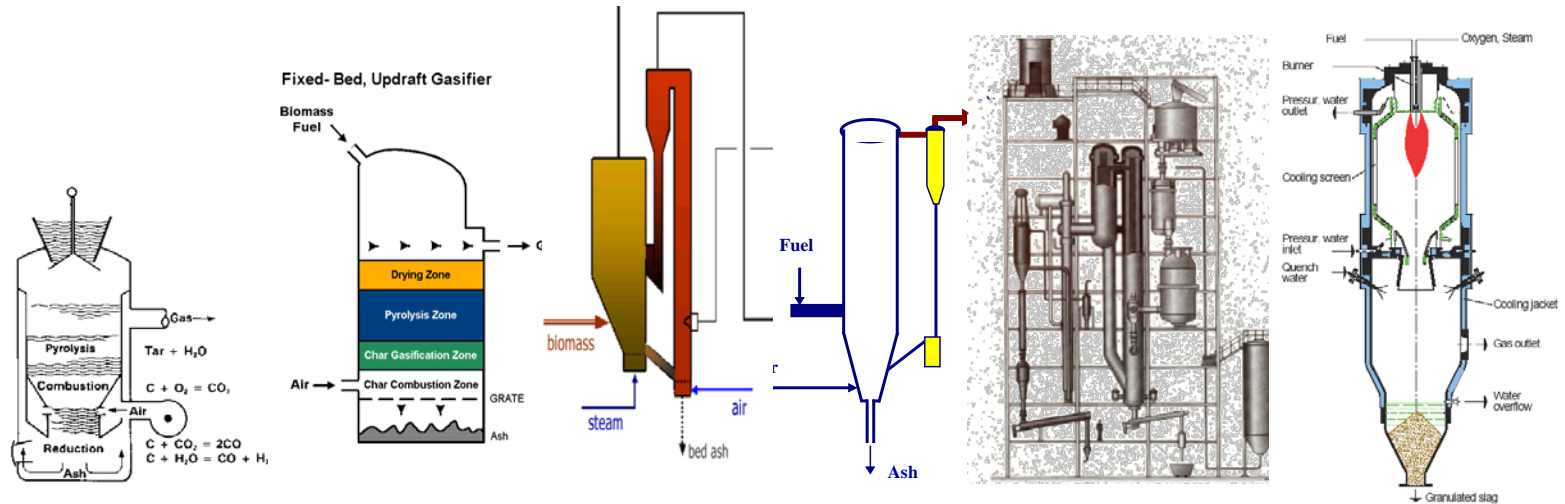 Gas
Pyrolysis
Tar + H₂O
Combustion
C + O₂ = CO₂
Air
Reduction
C + CO₂ = 2CO
C + H₂O = CO + H₂
Ash
Fixed- Bed, Updraft Gasifier
Biomass
Fuel
G
Drying Zone
Pyrolysis Zone
Char Gasification Zone
Air
Char Combustion Zone
GRATE
Ash
biomass
steam
air
bed ash
Fuel
r
Ash
Fuel
Oxygen, Steam
Burner
Pressur. water
outlet
Cooling screen
Pressur. water
inlet
Quench
water
Cooling jacket
Gas outlet
Water
overflow
Granulated slag